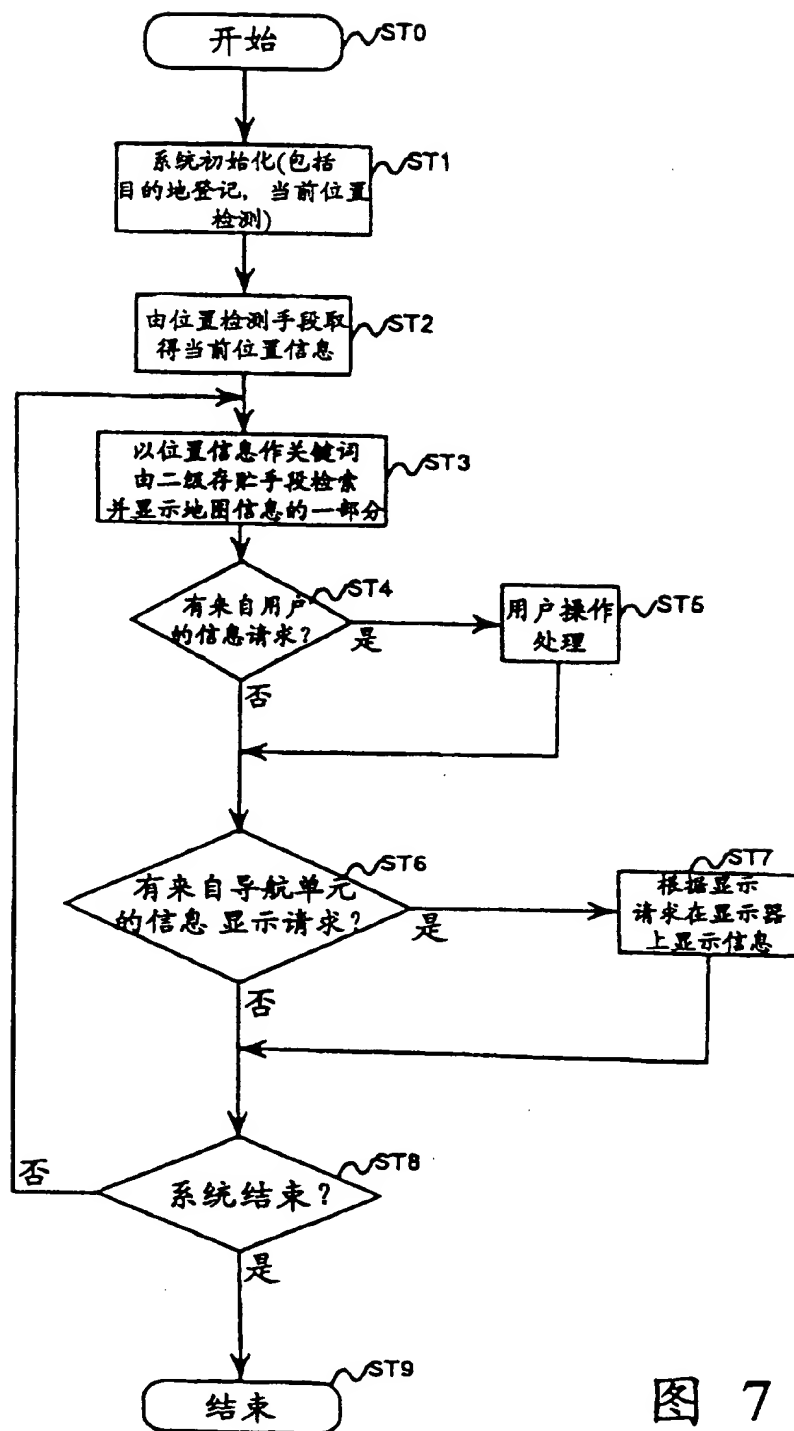 开始
ST0
系统初始化(包括
目的地登记, 当前位置
检测)
ST1
由位置检测手段取
得当前位置信息
ST2
以位置信息作关键词
由二级存贮手段检索
并显示地图信息的一部分
ST3
有来自用户
的信息请求?
ST4
是
用户操作
处理
ST5
否
有来自导航单元
的信息 显示请求?
ST6
是
根据显示
请求在显示器
上显示信息
ST7
否
系统结束?
ST8
否
是
结束
ST9
图 7